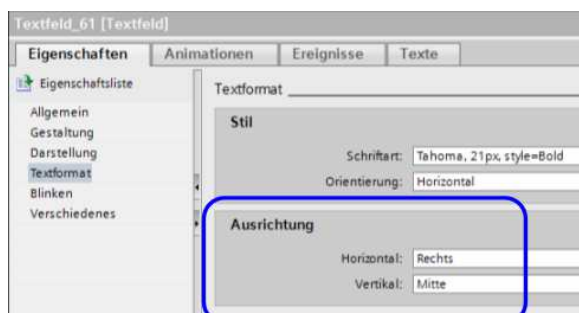 Textfeld_61 [Textfeld]
Eigenschaften Animationen Ereignisse Texte
Eigenschaftsliste
Allgemein
Gestaltung
Darstellung
Textformat
Blinken
Verschiedenes
Textformat
Stil
Schriftart: Tahoma, 21px, style=Bold
Orientierung: Horizontal
Ausrichtung
Horizontal: Rechts
Vertikal: Mitte